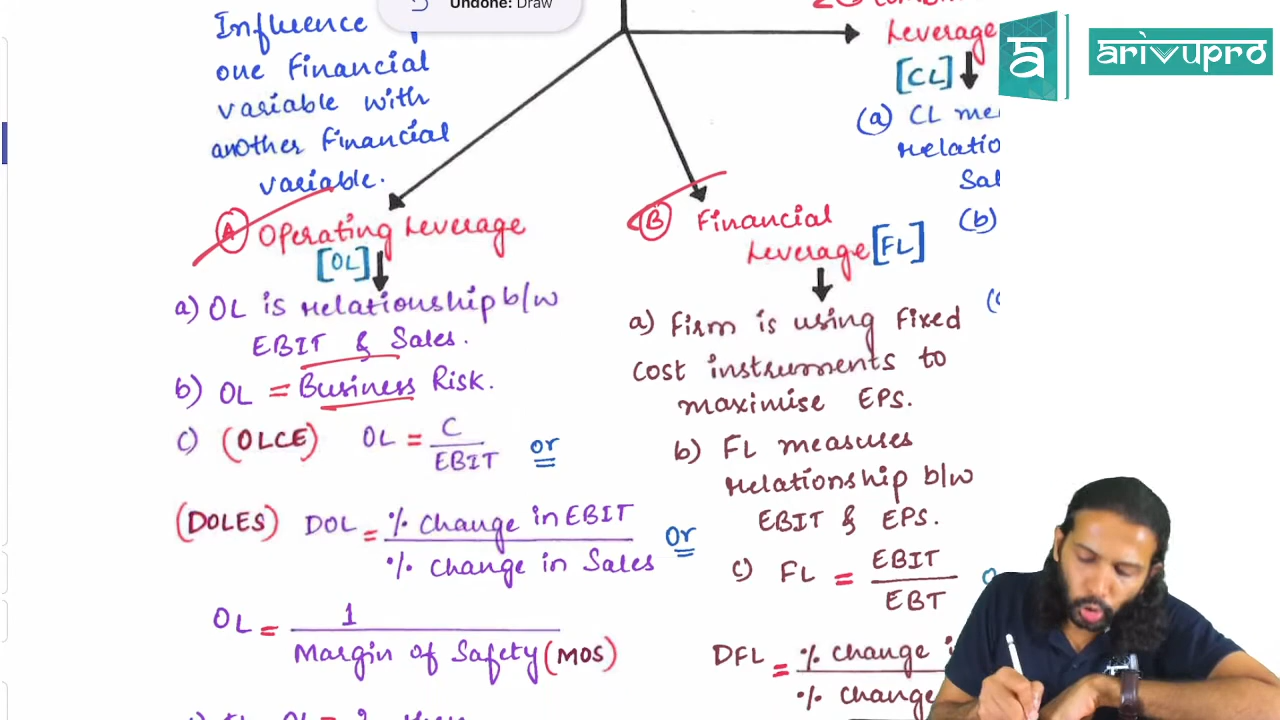 Undone: Draw
Influence
one Financial
variable with
another Financial
variable.
Leverage
[CL]
(a) CL me
Relatio
Sal
(b)
arivupro
(A) Operating Leverage
[OL]
a) OL is relationship b/w
EBIT & Sales.
b) OL = Business Risk.
c) (OLCE) OL = C / EBIT or
(DOLES) DOL = % change in EBIT / % change in Sales or
OL = 1 / Margin of Safety (MOS)
(B) Financial
Leverage [FL]
a) Firm is using Fixed
cost instruments to
maximise EPS.
b) FL measures
relationship b/w
EBIT & EPS.
c) FL = EBIT / EBT
DFL = % change / % change